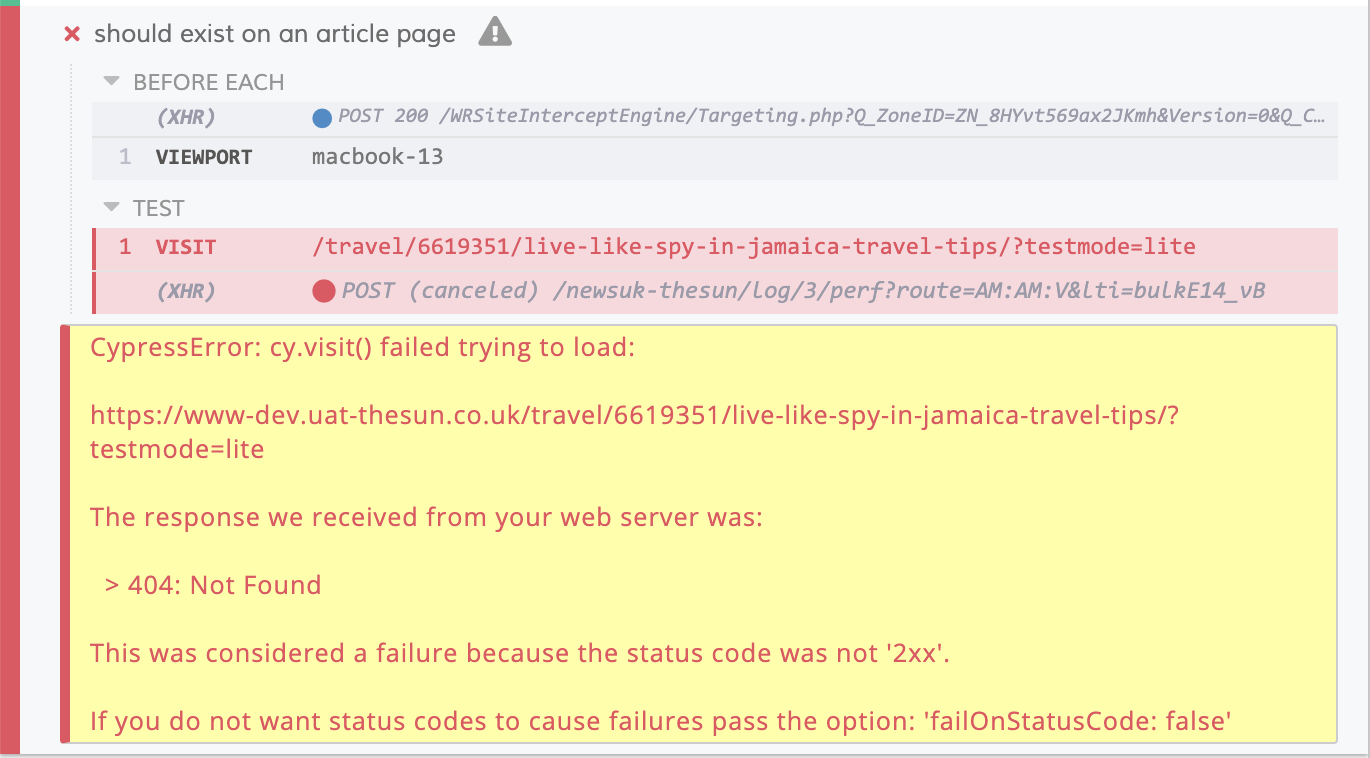 should exist on an article page
BEFORE EACH
(XHR) POST 200 /WRSiteInterceptEngine/Targeting.php?Q_ZoneID=ZN_8HYvt569ax2JKmh&Version=0&Q_C…
1 VIEWPORT macbook-13
TEST
1 VISIT /travel/6619351/live-like-spy-in-jamaica-travel-tips/?testmode=lite
(XHR) POST (canceled) /newsuk-thesun/log/3/perf?route=AM:AM:V&lti=bulkE14_vB
CypressError: cy.visit() failed trying to load:
https://www-dev.uat-thesun.co.uk/travel/6619351/live-like-spy-in-jamaica-travel-tips/?
testmode=lite
The response we received from your web server was:
> 404: Not Found
This was considered a failure because the status code was not '2xx'.
If you do not want status codes to cause failures pass the option: 'failOnStatusCode: false'